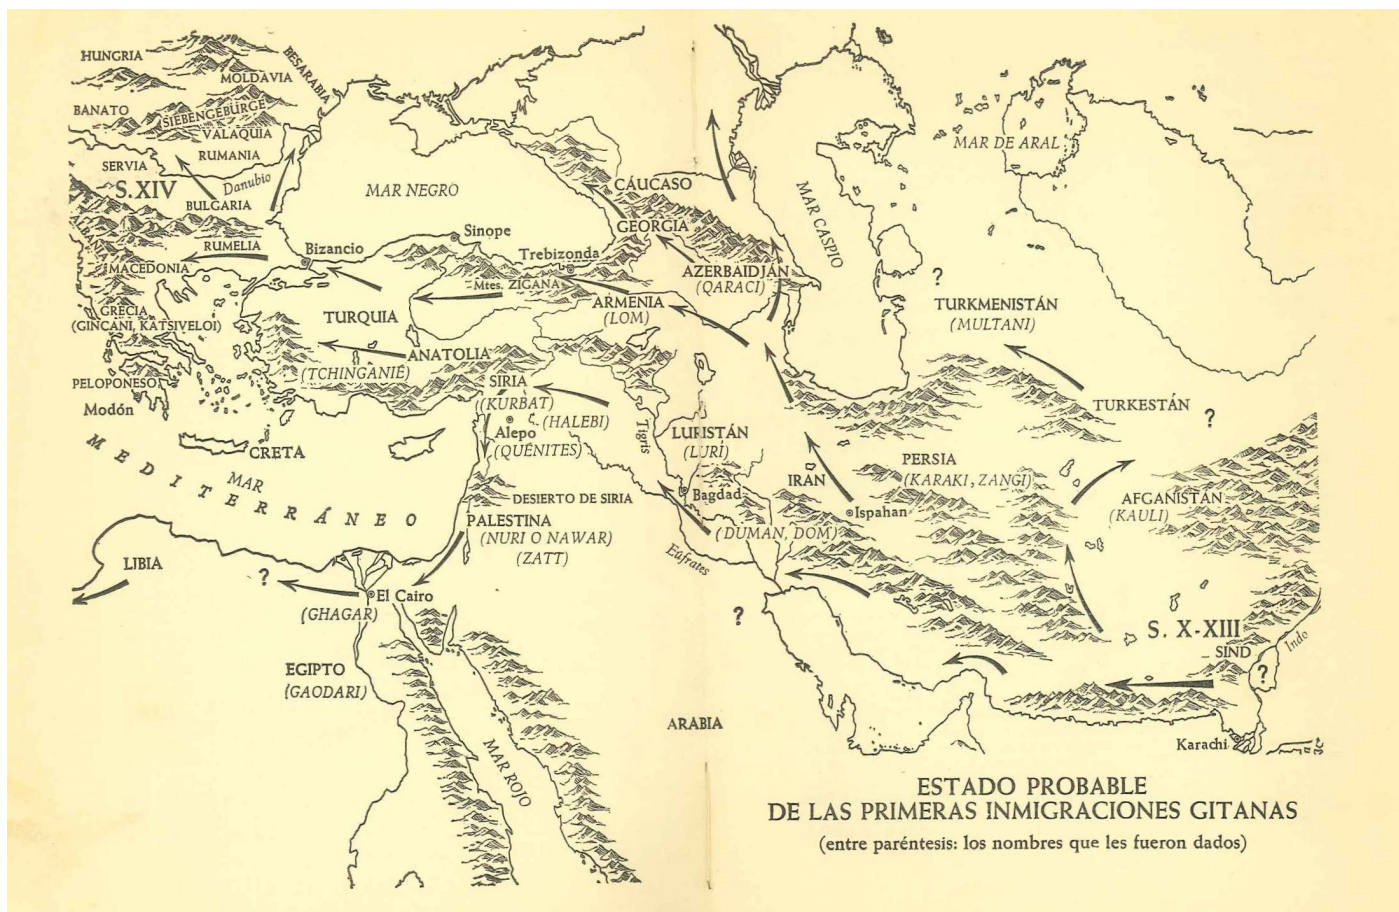 HUNGRIA
BESARABIA
MOLDAVIA
BANATO
SIEBENGEBÜRGE
VALAQUIA
SERVIA
RUMANIA
Danubio
S.XIV
BULGARIA
RUMELIA
MACEDONIA
GRECIA
(GINCANI, KATSIVELOI)
PELOPONESO
Modón
MAR NEGRO
Bizancio
Sinope
Trebizonda
Mtes. ZIGANA
TURQUIA
ANATOLIA
(TCHINGANIÉ)
CÁUCASO
GEORGIA
AZERBAIDJÁN
(QARACI)
ARMENIA
(LOM)
MAR CASPIO
MAR DE ARAL
?
TURKMENISTÁN
(MULTANI)
TURKESTÁN
?
SIRIA
(KURBAT)
(HALEBI)
Alepo
(QUÉNITES)
Tigris
LURISTÁN
(LURÍ)
IRÁN
PERSIA
(KARAKI, ZANGI)
AFGANISTÁN
(KAULI)
Bagdad
Ispahan
(DUMAN, DOM)
Eúfrates
DESIERTO DE SIRIA
CRETA
MAR
MEDITERRÁNEO
PALESTINA
(NURI O NAWAR)
(ZATT)
LIBIA
?
El Cairo
(GHAGAR)
EGIPTO
(GAODARI)
MAR ROJO
ARABIA
?
S. X-XIII
SIND
Indo
?
Karachi
ESTADO PROBABLE
DE LAS PRIMERAS INMIGRACIONES GITANAS
(entre paréntesis: los nombres que les fueron dados)